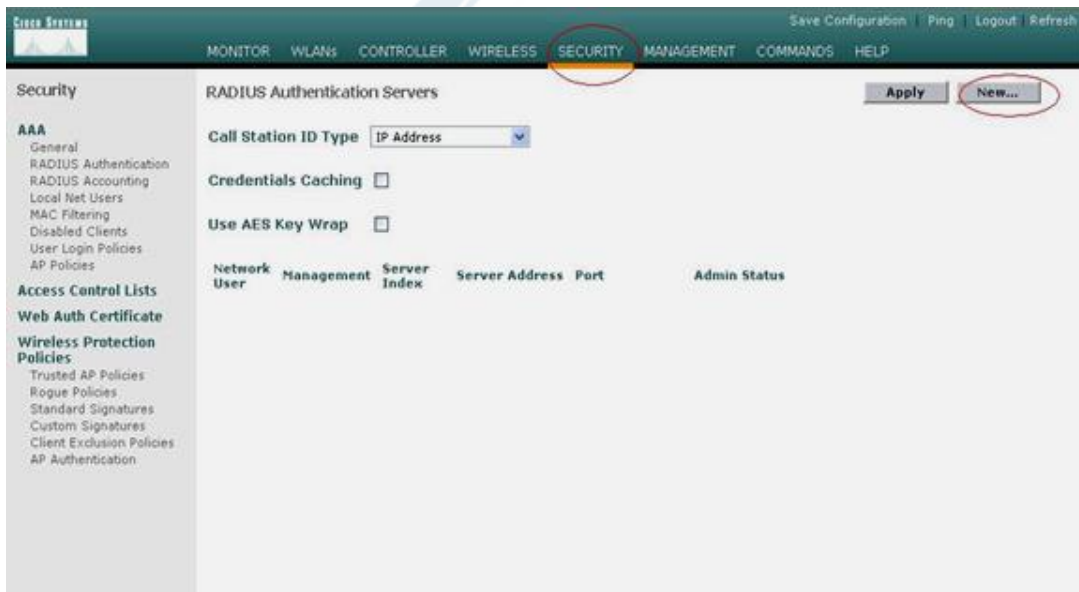 Cisco Systems
Save Configuration Ping Logout Refresh
MONITOR WLANs CONTROLLER WIRELESS SECURITY MANAGEMENT COMMANDS HELP
Security
AAA
General
RADIUS Authentication
RADIUS Accounting
Local Net Users
MAC Filtering
Disabled Clients
User Login Policies
AP Policies
Access Control Lists
Web Auth Certificate
Wireless Protection
Policies
Trusted AP Policies
Rogue Policies
Standard Signatures
Custom Signatures
Client Exclusion Policies
AP Authentication
RADIUS Authentication Servers
Apply New...
Call Station ID Type IP Address
Credentials Caching
Use AES Key Wrap
Network User Management Server Index Server Address Port Admin Status